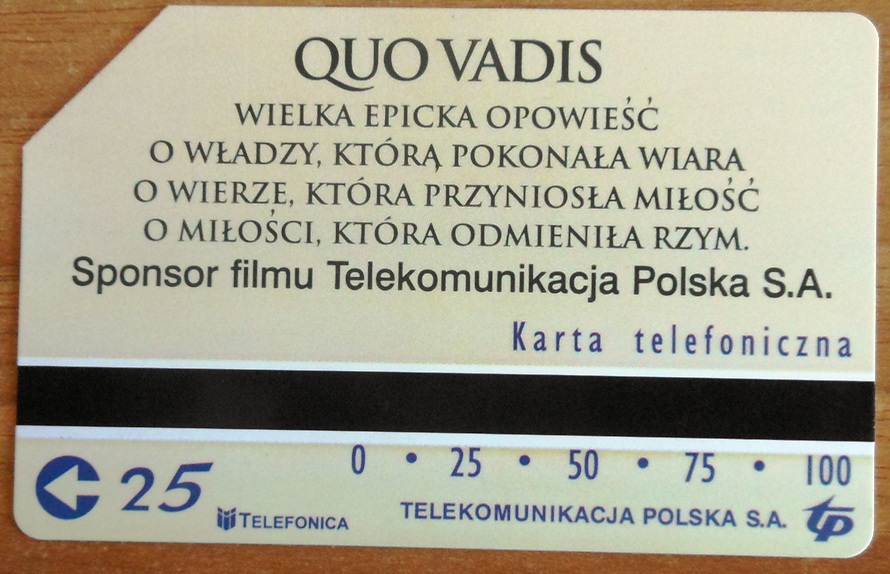 QUO VADIS
WIELKA EPICKA OPOWIEŚĆ
O WŁADZY, KTÓRĄ POKONAŁA WIARA
O WIERZE, KTÓRA PRZYNIOSŁA MIŁOŚĆ
O MIŁOŚCI, KTÓRA ODMIENIŁA RZYM.
Sponsor filmu Telekomunikacja Polska S.A.
Karta telefoniczna
0 • 25 • 50 • 75 • 100
25
TELEFONICA
TELEKOMUNIKACJA POLSKA S.A. tp